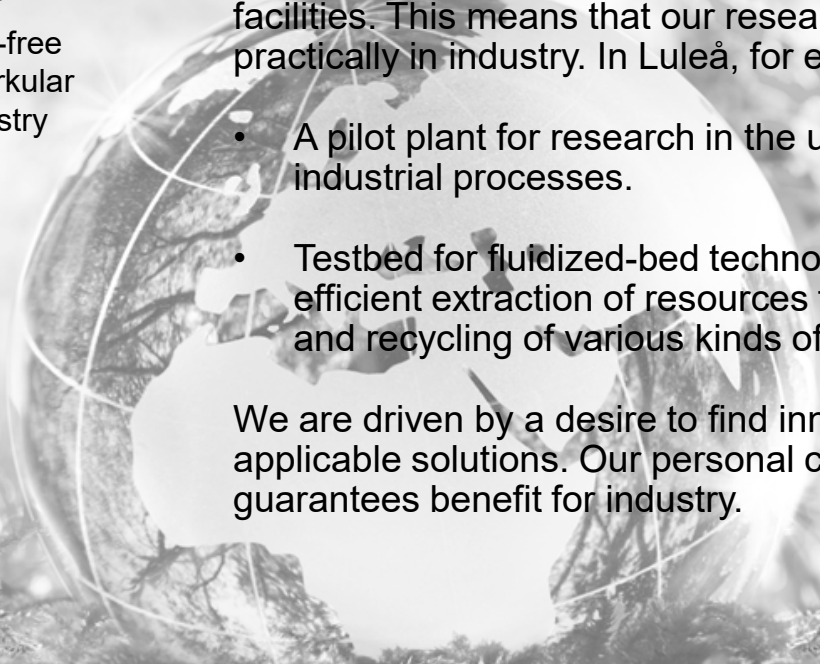 -free
rkular
stry
facilities. This means that our resea
practically in industry. In Luleå, for e
• A pilot plant for research in the u
industrial processes.
• Testbed for fluidized-bed techno
efficient extraction of resources
and recycling of various kinds of
We are driven by a desire to find inn
applicable solutions. Our personal c
guarantees benefit for industry.